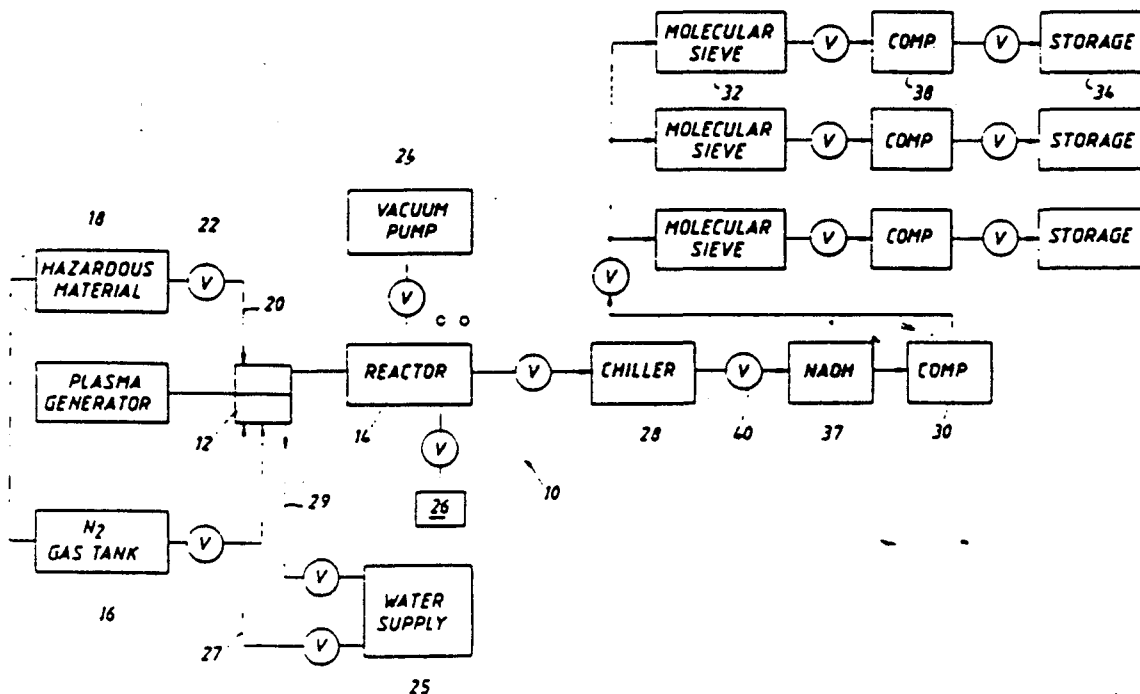 MOLECULAR
SIEVE
V
COMP.
V
STORAGE
32
38
34
MOLECULAR
SIEVE
V
COMP
V
STORAGE
24
VACUUM
PUMP
MOLECULAR
SIEVE
V
COMP
V
STORAGE
18
22
HAZARDOUS
MATERIAL
V
20
V
V
PLASMA
GENERATOR
REACTOR
V
CHILLER
V
NAOH
COMP
12
14
28
40
37
30
V
10
29
26
N2
GAS TANK
V
16
V
WATER
SUPPLY
27
V
25